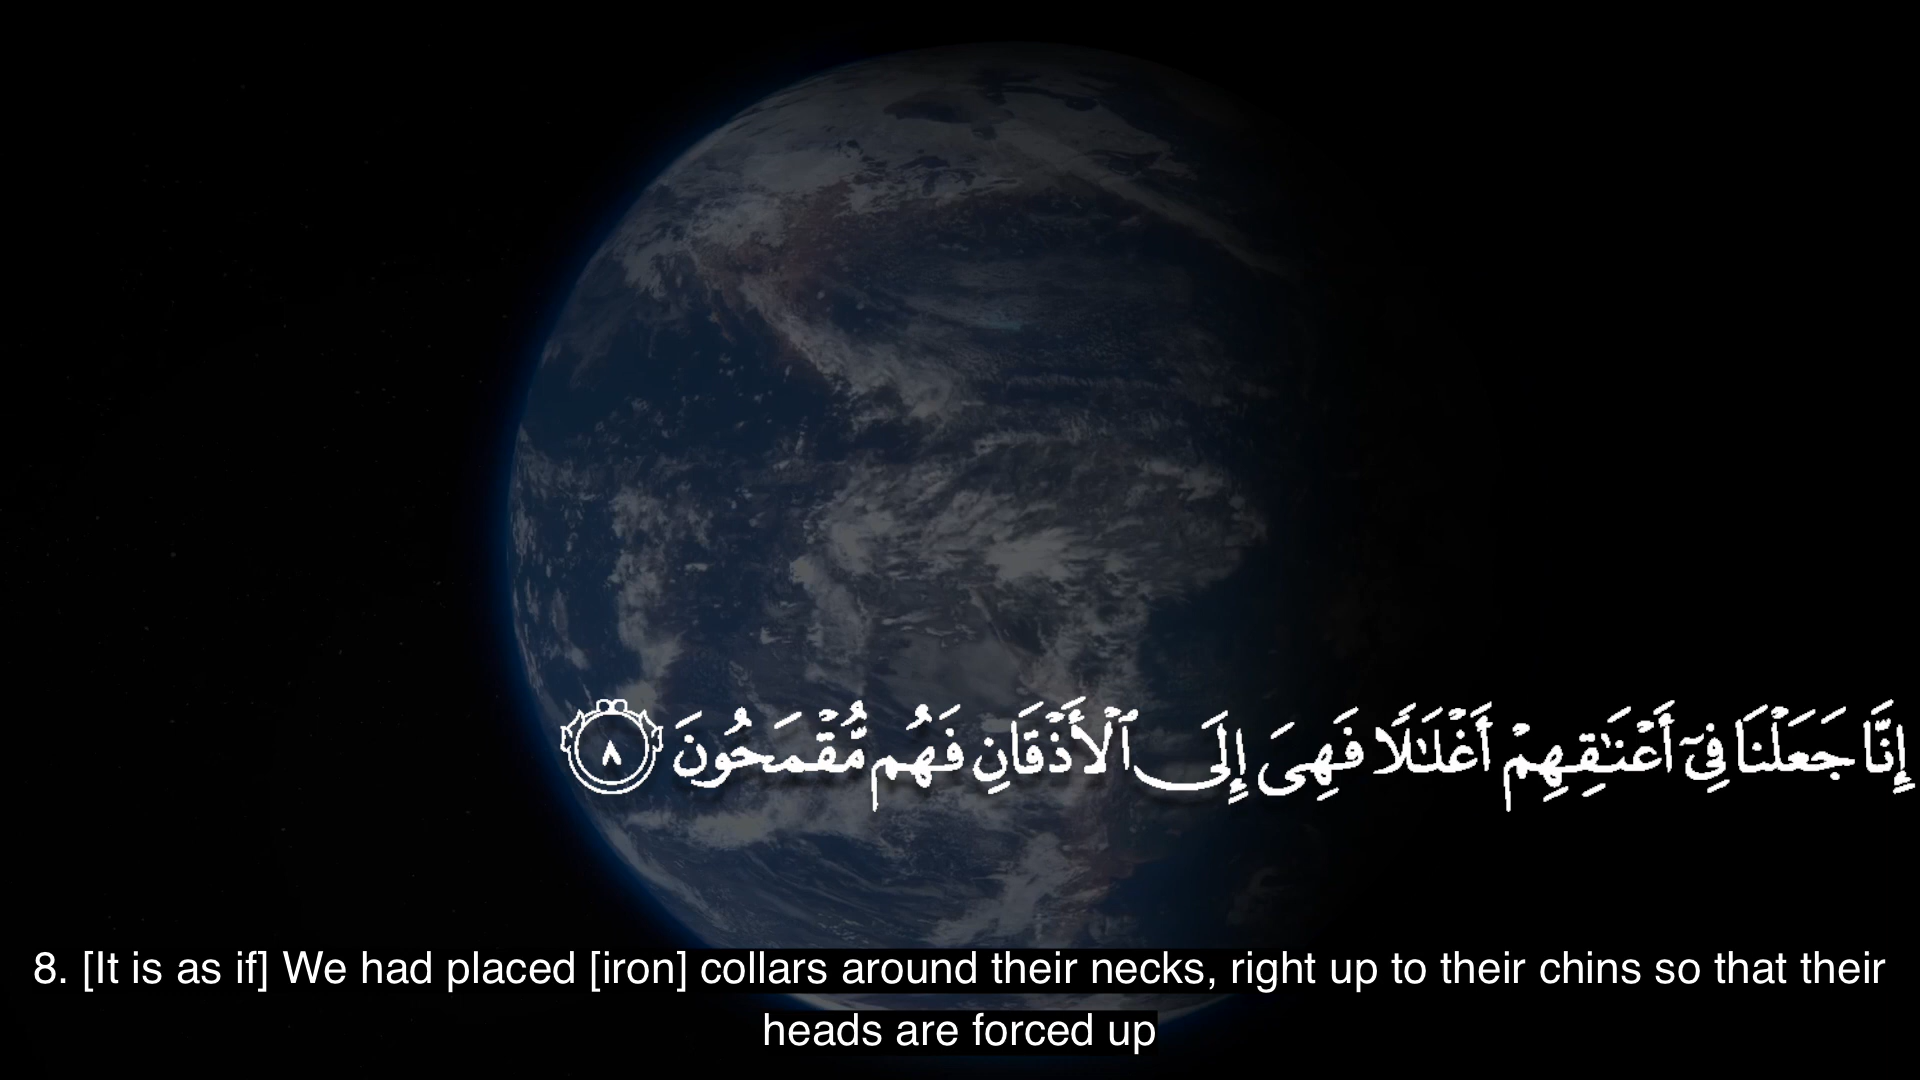 إِنَّا جَعَلْنَا فِىٓ أَعْنَـٰقِهِمْ أَغْلَـٰلًا فَهِىَ إِلَى ٱلْأَذْقَانِ فَهُم مُّقْمَحُونَ ٨
8. [It is as if] We had placed [iron] collars around their necks, right up to their chins so that their
heads are forced up